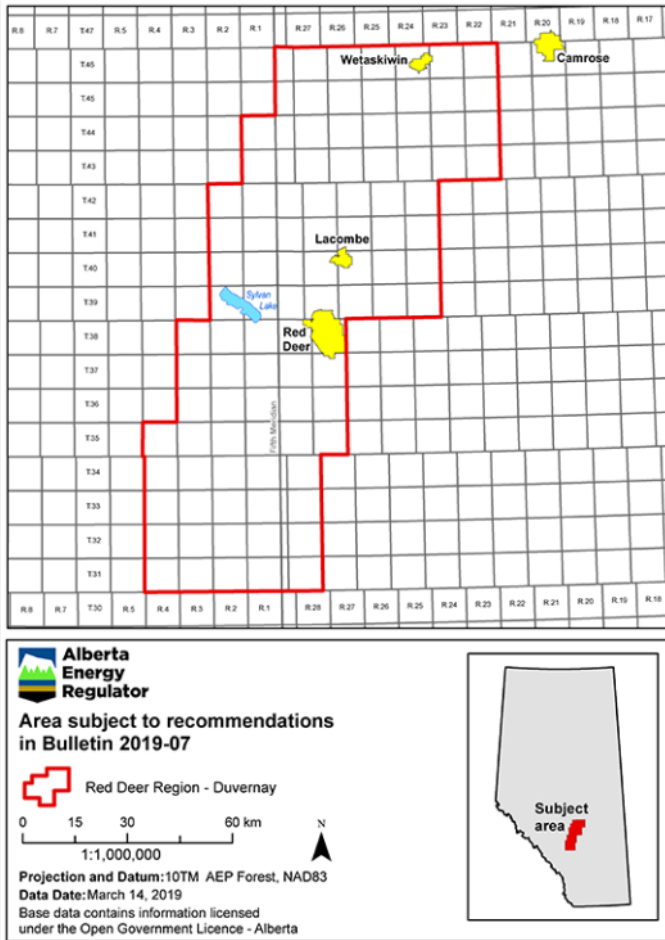 R.8 R.7 T.47 R.5 R.4 R.3 R.2 R.1 R.27 R.26 R.25 R.24 R.23 R.22 R.21 R.20 R.19 R.18 R.17
T.46
Wetaskiwin
Camrose
T.45
T.44
T.43
T.42
T.41
Lacombe
T.40
T.39
Sylvan
Lake
T.38
Red
Deer
T.37
T.36
Fifth Meridian
T.35
T.34
T.33
T.32
T.31
R.8 R.7 T.30 R.5 R.4 R.3 R.2 R.1 R.28 R.27 R.26 R.25 R.24 R.23 R.22 R.21 R.20 R.19 R.18
Alberta
Energy
Regulator
Area subject to recommendations
in Bulletin 2019-07
Red Deer Region - Duvernay
0 15 30 60 km
N
1:1,000,000
Projection and Datum:10TM AEP Forest, NAD83
Data Date:March 14, 2019
Base data contains information licensed
under the Open Government Licence - Alberta
Subject
area